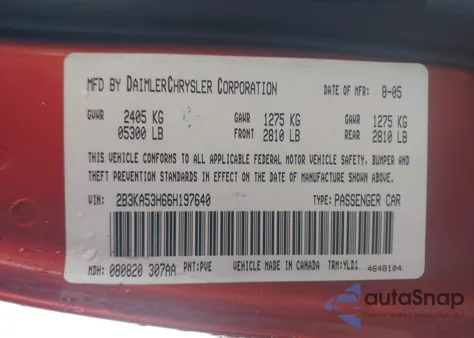 MFD BY DAIMLERCHRYSLER CORPORATION DATE OF MFR 8-05
GVWR 2405 KG GAWR 1275 KG GAWR 1275 KG
05300 LB FRONT 2810 LB REAR 2810 LB
THIS VEHICLE CONFORMS TO ALL APPLICABLE FEDERAL MOTOR VEHICLE SAFETY, BUMPER AND
THEFT PREVENTION STANDARDS IN EFFECT ON THE DATE OF MANUFACTURE SHOWN ABOVE.
VIN: 2B3KA53H66H197640 TYPE: PASSENGER CAR
MDH: 080820 307AA PNT:PVE VEHICLE MADE IN CANADA TRM:YLD1 4648104
autoSnap